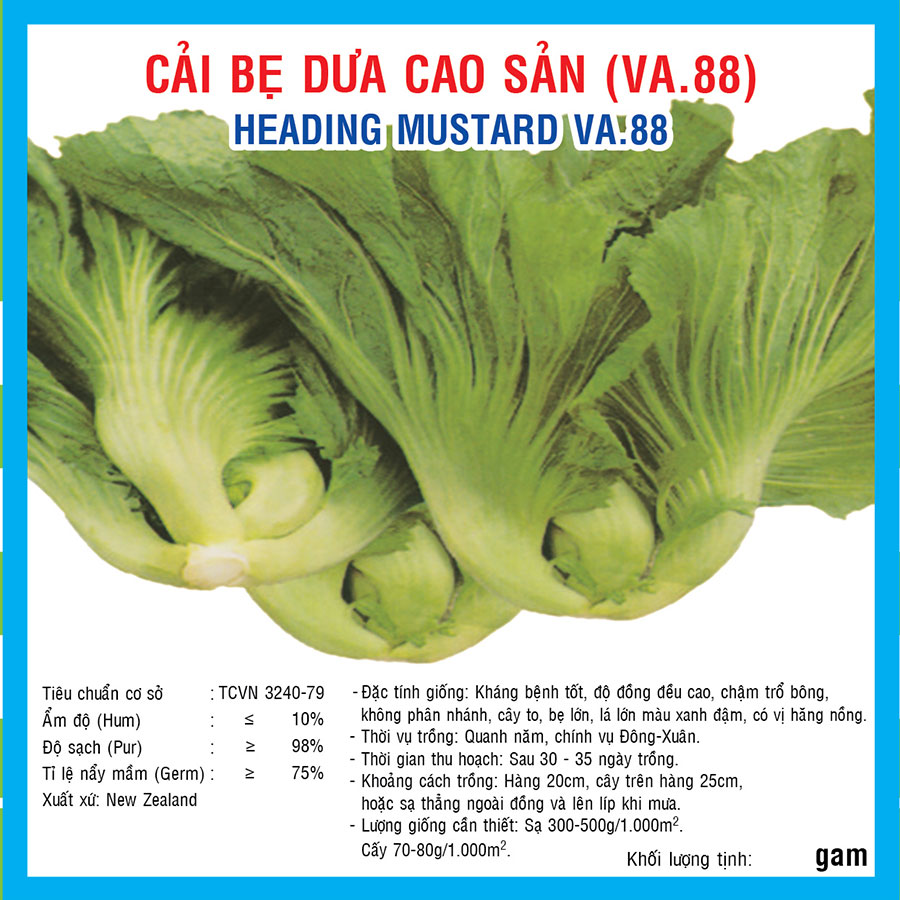 CẢI BẸ DƯA CAO SẢN (VA.88)
HEADING MUSTARD VA.88
Tiêu chuẩn cơ sở : TCVN 3240-79
Ẩm độ (Hum) : ≤ 10%
Độ sạch (Pur) : ≥ 98%
Tỉ lệ nẩy mầm (Germ) : ≥ 75%
Xuất xứ: New Zealand
- Đặc tính giống: Kháng bệnh tốt, độ đồng đều cao, chậm trổ bông,
không phân nhánh, cây to, bẹ lớn, lá lớn màu xanh đậm, có vị hăng nồng.
- Thời vụ trồng: Quanh năm, chính vụ Đông-Xuân.
- Thời gian thu hoạch: Sau 30 - 35 ngày trồng.
- Khoảng cách trồng: Hàng 20cm, cây trên hàng 25cm,
hoặc sạ thẳng ngoài đồng và lên líp khi mưa.
- Lượng giống cần thiết: Sạ 300-500g/1.000m².
Cấy 70-80g/1.000m².
Khối lượng tịnh: gam